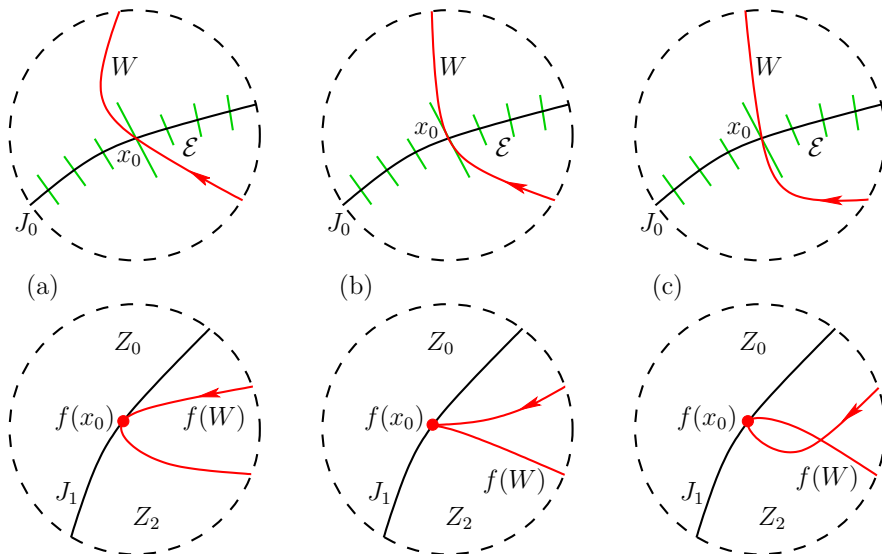 W W W
x₀ ℰ x₀ ℰ x₀ ℰ
J₀ J₀ J₀
(a) (b) (c)
Z₀ Z₀ Z₀
f(x₀) f(W) f(x₀) f(x₀)
f(W) f(W)
J₁ J₁ J₁
Z₂ Z₂ Z₂